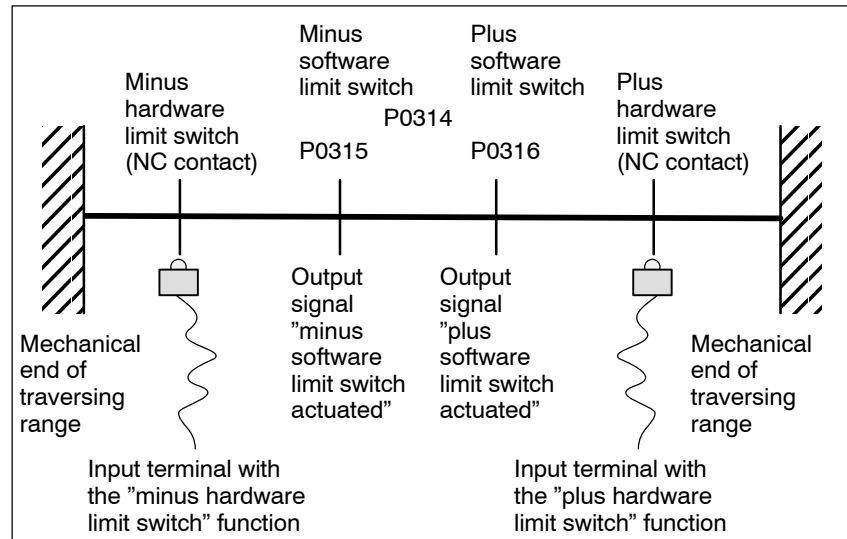 Minus
software
limit switch
Plus
software
limit switch
Minus
hardware
limit switch
(NC contact)
P0314
Plus
hardware
limit switch
(NC contact)
P0315
P0316
Output
signal
”minus
software
limit switch
actuated”
Output
signal
”plus
software
limit switch
actuated”
Mechanical
end of
traversing
range
Mechanical
end of
traversing
range
Input terminal with
the ”minus hardware
limit switch” function
Input terminal with
the ”plus hardware
limit switch” function